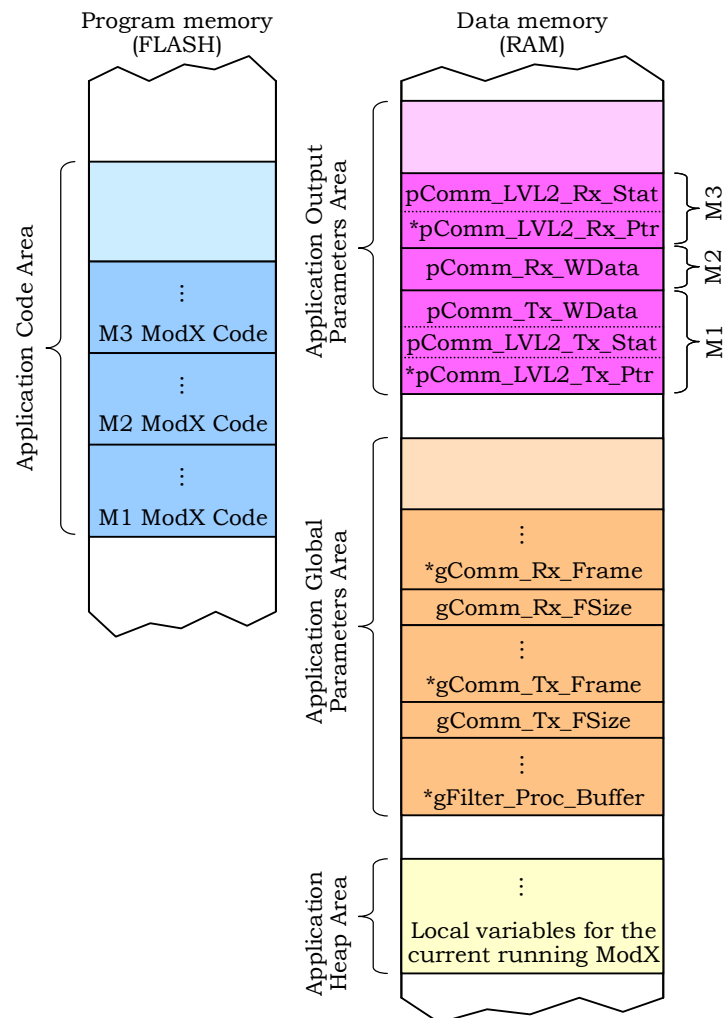 Program memory
(FLASH)
Application Code Area
⋮
M3 ModX Code
⋮
M2 ModX Code
⋮
M1 ModX Code
Data memory
(RAM)
Application Output
Parameters Area
pComm_LVL2_Rx_Stat
*pComm_LVL2_Rx_Ptr
M3
pComm_Rx_WData
M2
pComm_Tx_WData
pComm_LVL2_Tx_Stat
*pComm_LVL2_Tx_Ptr
M1
Application Global
Parameters Area
⋮
*gComm_Rx_Frame
gComm_Rx_FSize
⋮
*gComm_Tx_Frame
gComm_Tx_FSize
⋮
*gFilter_Proc_Buffer
Application
Heap Area
⋮
Local variables for the
current running ModX